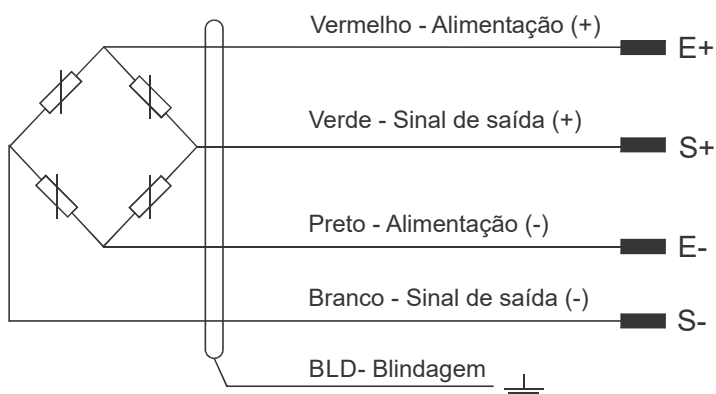 Vermelho - Alimentação (+)
E+
Verde - Sinal de saída (+)
S+
Preto - Alimentação (-)
E-
Branco - Sinal de saída (-)
S-
BLD- Blindagem